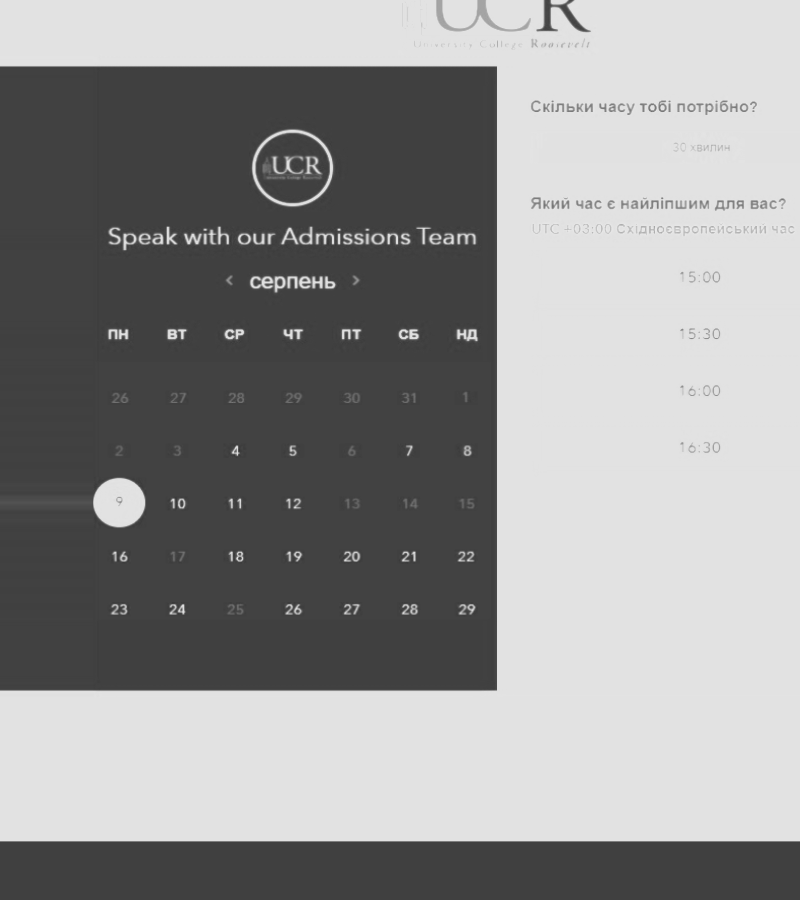 UCR
University College Roosevelt
UCR
Speak with our Admissions Team
< серпень >
ПН ВТ СР ЧТ ПТ СБ НД
26 27 28 29 30 31 1
2 3 4 5 6 7 8
9 10 11 12 13 14 15
16 17 18 19 20 21 22
23 24 25 26 27 28 29
Скільки часу тобі потрібно?
30 хвилин
Який час є найліпшим для вас?
UTC +03:00 Східноєвропейський час
15:00
15:30
16:00
16:30